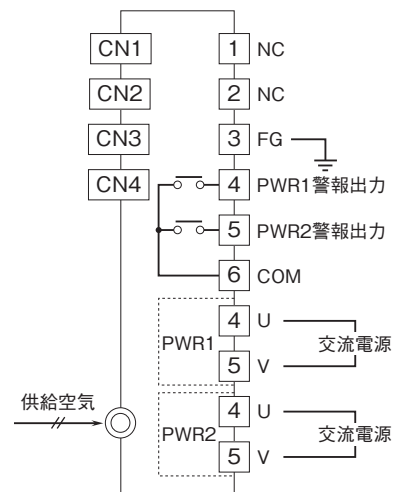 CN1
1 NC
CN2
2 NC
CN3
3 FG
CN4
4 PWR1警報出力
5 PWR2警報出力
6 COM
PWR1
4 U
交流電源
5 V
供給空気
PWR2
4 U
交流電源
5 V